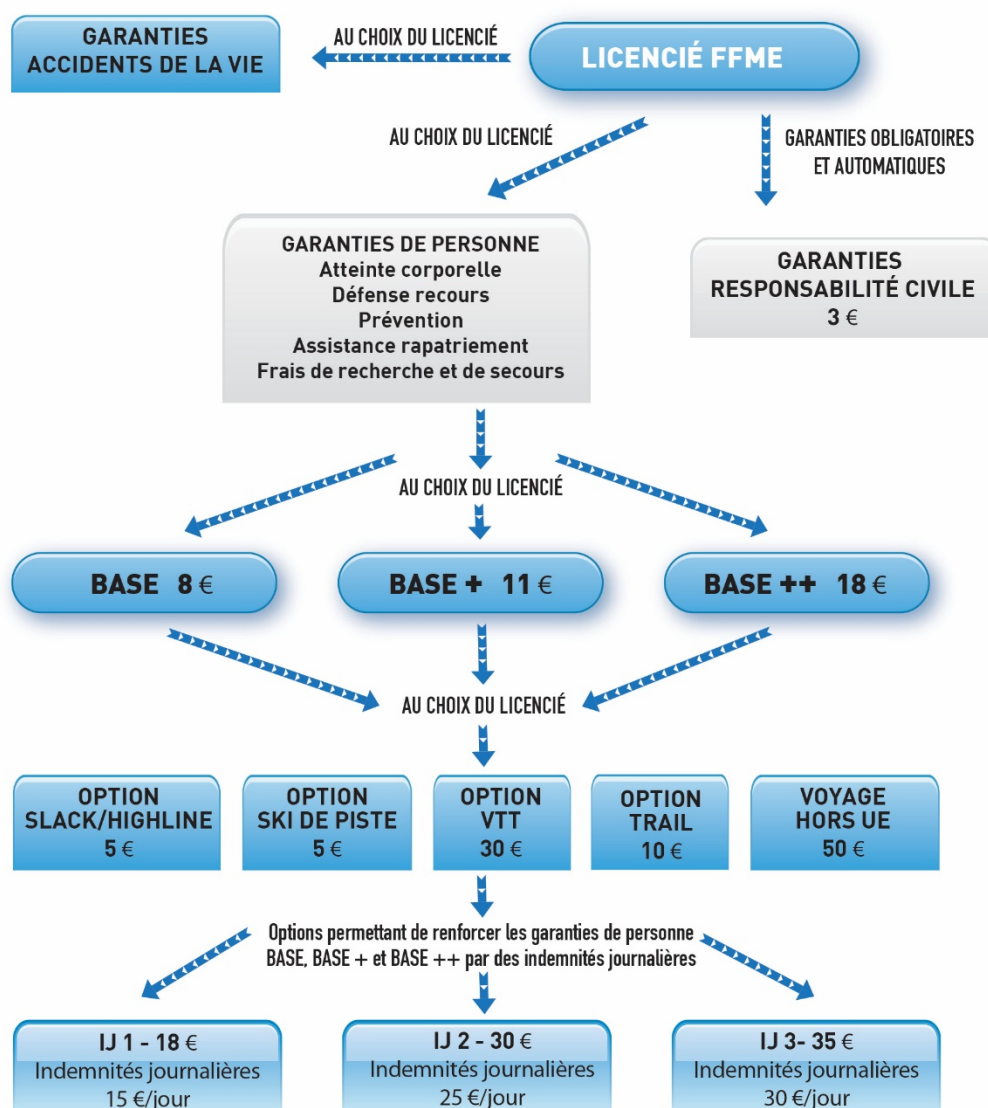 GARANTIES
ACCIDENTS DE LA VIE
AU CHOIX DU LICENCIÉ
LICENCIÉ FFME
AU CHOIX DU LICENCIÉ
GARANTIES OBLIGATOIRES
ET AUTOMATIQUES
GARANTIES DE PERSONNE
Atteinte corporelle
Défense recours
Prévention
Assistance rapatriement
Frais de recherche et de secours
GARANTIES
RESPONSABILITÉ CIVILE
3 €
AU CHOIX DU LICENCIÉ
BASE 8 €
BASE + 11 €
BASE ++ 18 €
AU CHOIX DU LICENCIÉ
OPTION
SLACK/HIGHLINE
5 €
OPTION
SKI DE PISTE
5 €
OPTION
VTT
30 €
OPTION
TRAIL
10 €
VOYAGE
HORS UE
50 €
Options permettant de renforcer les garanties de personne
BASE, BASE + et BASE ++ par des indemnités journalières
IJ 1 - 18 €
Indemnités journalières
15 €/jour
IJ 2 - 30 €
Indemnités journalières
25 €/jour
IJ 3- 35 €
Indemnités journalières
30 €/jour